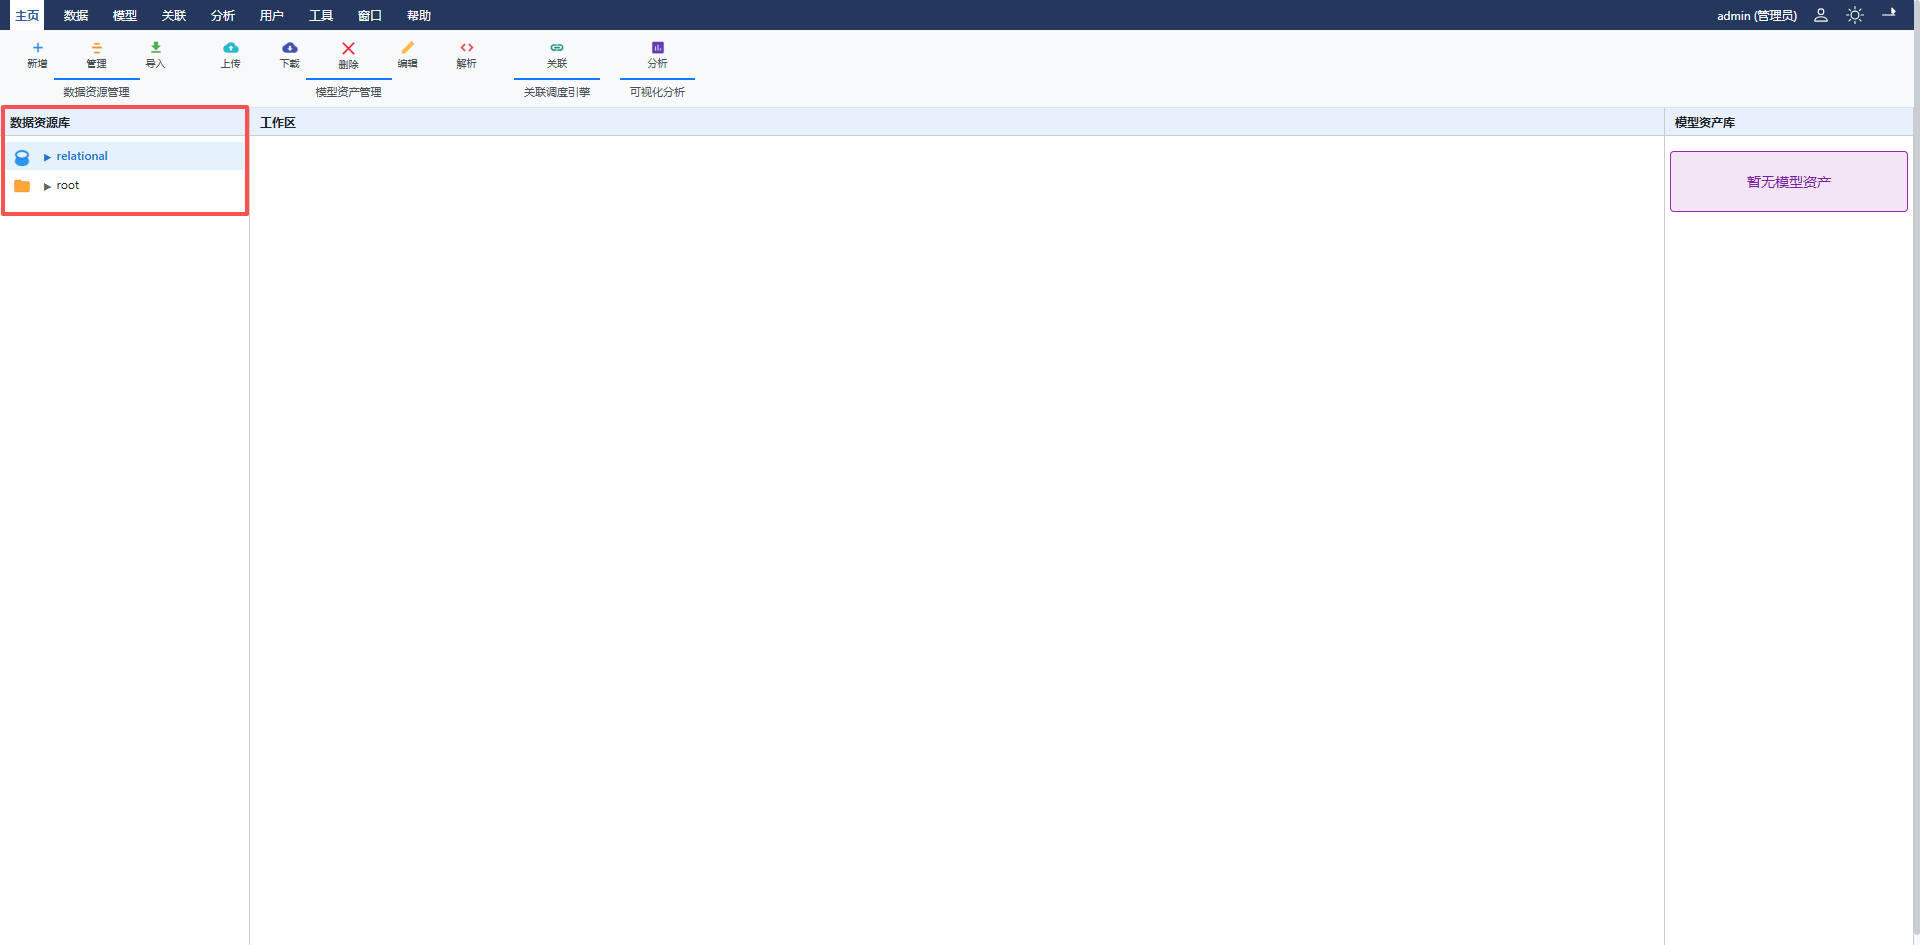 主页 数据 模型 关联 分析 用户 工具 窗口 帮助 admin (管理员)
新增 管理 导入 上传 下载 删除 编辑 解析 关联 分析
数据资源管理 模型资产管理 关联调度引擎 可视化分析
数据资源库 工作区 模型资产库
relational
root
暂无模型资产